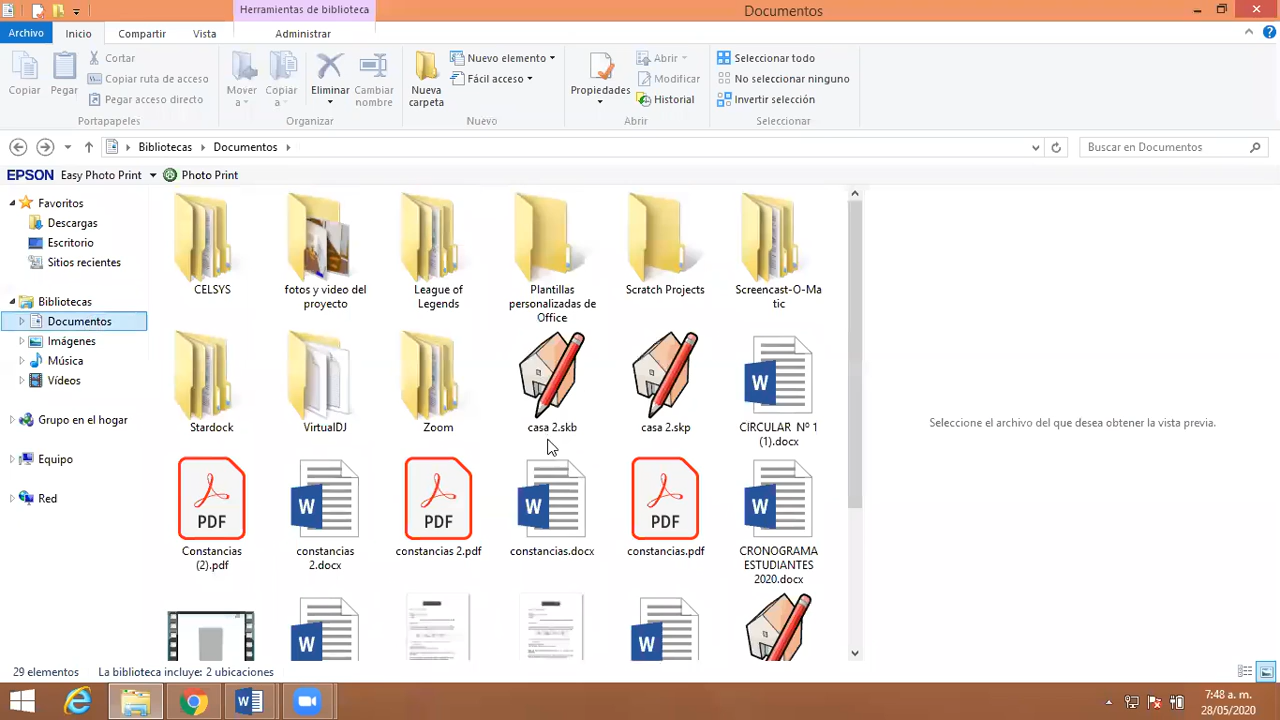 Herramientas de biblioteca
Documentos
Archivo Inicio Compartir Vista Administrar
Copiar
Pegar
Cortar
Copiar ruta de acceso
Pegar acceso directo
Portapapeles
Mover a
Copiar a
Eliminar
Cambiar nombre
Organizar
Nueva carpeta
Nuevo elemento
Fácil acceso
Nuevo
Propiedades
Abrir
Modificar
Historial
Abrir
Seleccionar todo
No seleccionar ninguno
Invertir selección
Seleccionar
Bibliotecas Documentos
Buscar en Documentos
EPSON Easy Photo Print Photo Print
Favoritos
Descargas
Escritorio
Sitios recientes
Bibliotecas
Documentos
Imágenes
Música
Vídeos
Grupo en el hogar
Equipo
Red
CELSYS
fotos y video del
proyecto
League of
Legends
Plantillas
personalizadas de
Office
Scratch Projects
Screencast-O-Ma
tic
Stardock
VirtualDJ
Zoom
casa 2.skb
casa 2.skp
W
CIRCULAR Nº 1
(1).docx
PDF
Constancias
(2).pdf
W
constancias
2.docx
PDF
constancias 2.pdf
W
constancias.docx
PDF
constancias.pdf
W
CRONOGRAMA
ESTUDIANTES
2020.docx
W
W
Seleccione el archivo del que desea obtener la vista previa.
29 elementos La biblioteca incluye: 2 ubicaciones
7:48 a. m.
28/05/2020